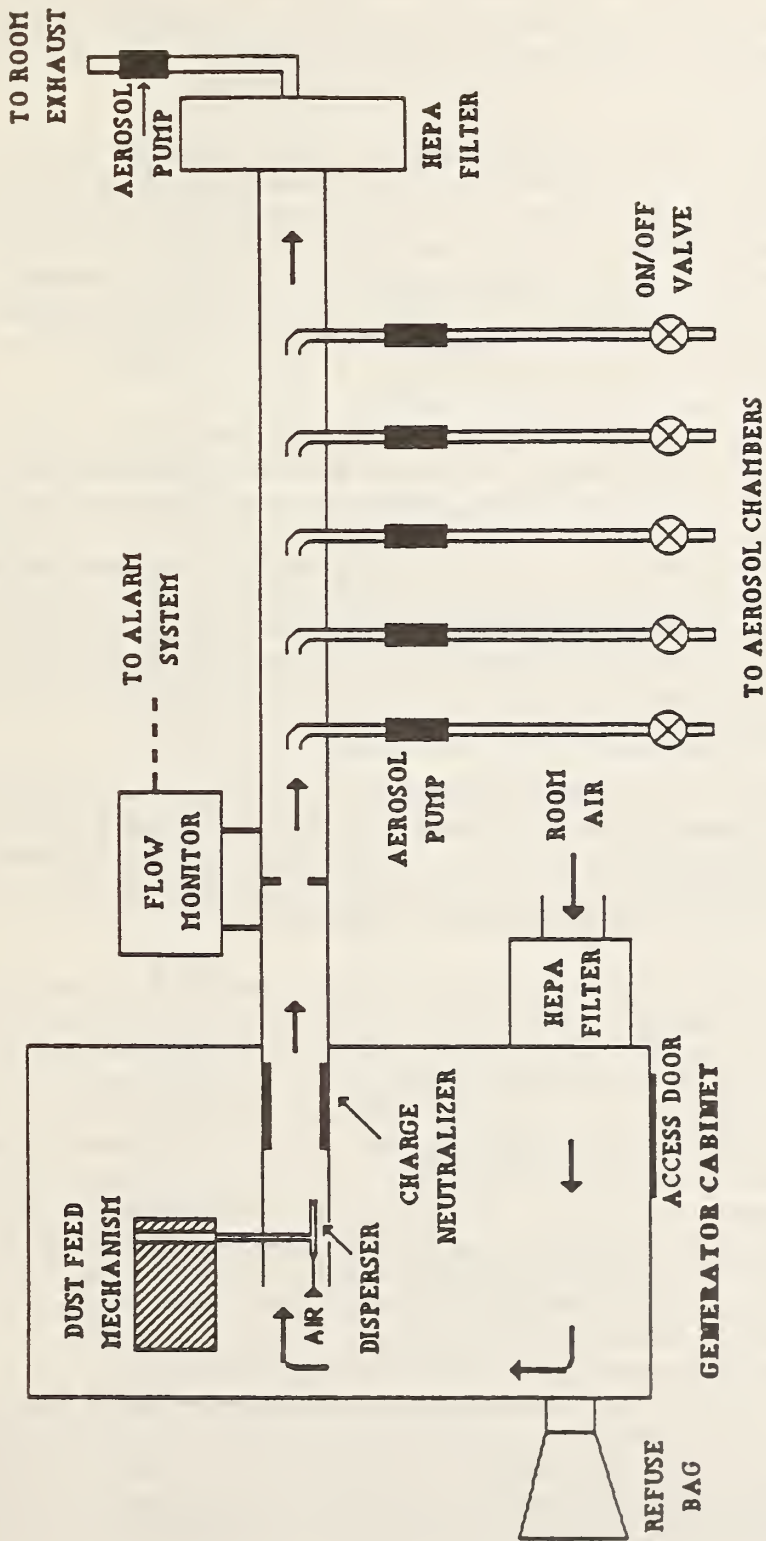 TO ROOM
EXHAUST
AEROSOL
PUMP
HEPA
FILTER
TO ALARM
SYSTEM
FLOW
MONITOR
ON/OFF
VALVE
AEROSOL
PUMP
TO AEROSOL CHAMBERS
ROOM
AIR
HEPA
FILTER
DUST FEED
MECHANISM
AIR
DISPERSER
CHARGE
NEUTRALIZER
ACCESS DOOR
GENERATOR CABINET
REFUSE
BAG